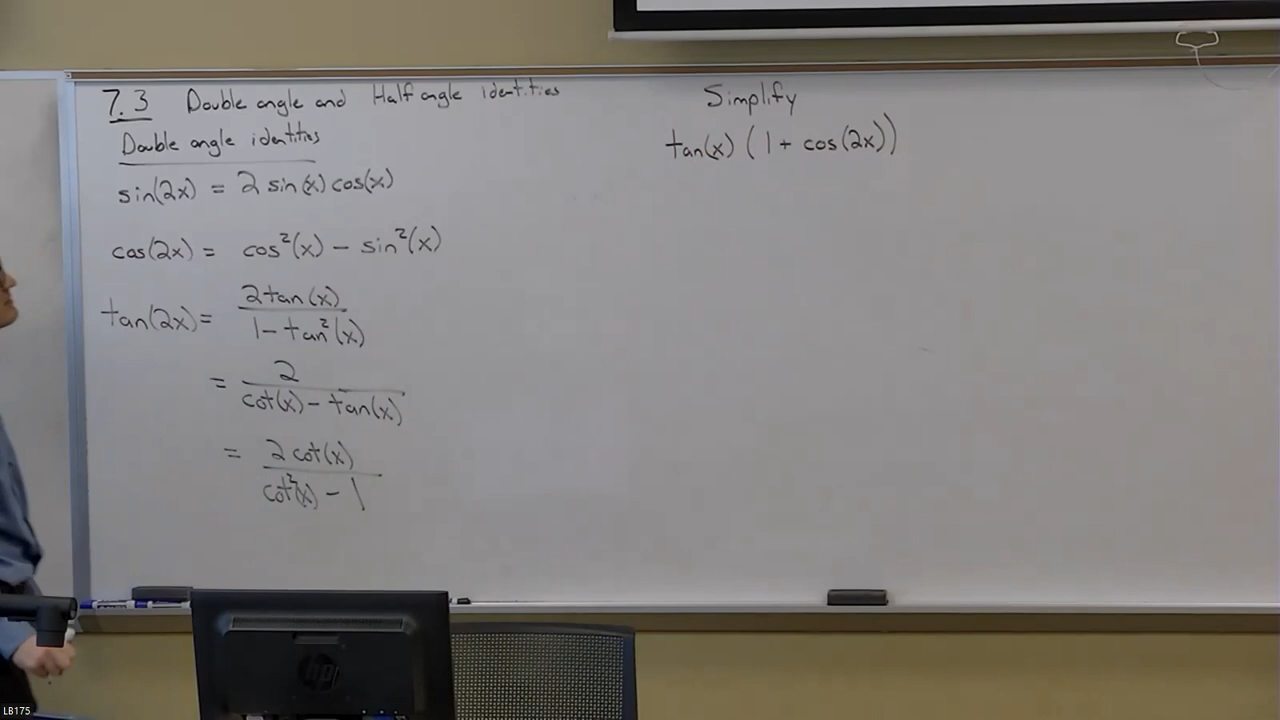 7.3 Double angle and Half angle identities
Double angle identities
sin(2x) = 2 sin(x) cos(x)
cos(2x) = cos²(x) − sin²(x)
tan(2x) = 2tan(x) / 1 − tan²(x)
= 2 / cot(x) − tan(x)
= 2 cot(x) / cot²(x) − 1
Simplify
tan(x) (1 + cos(2x))
hp
LB175